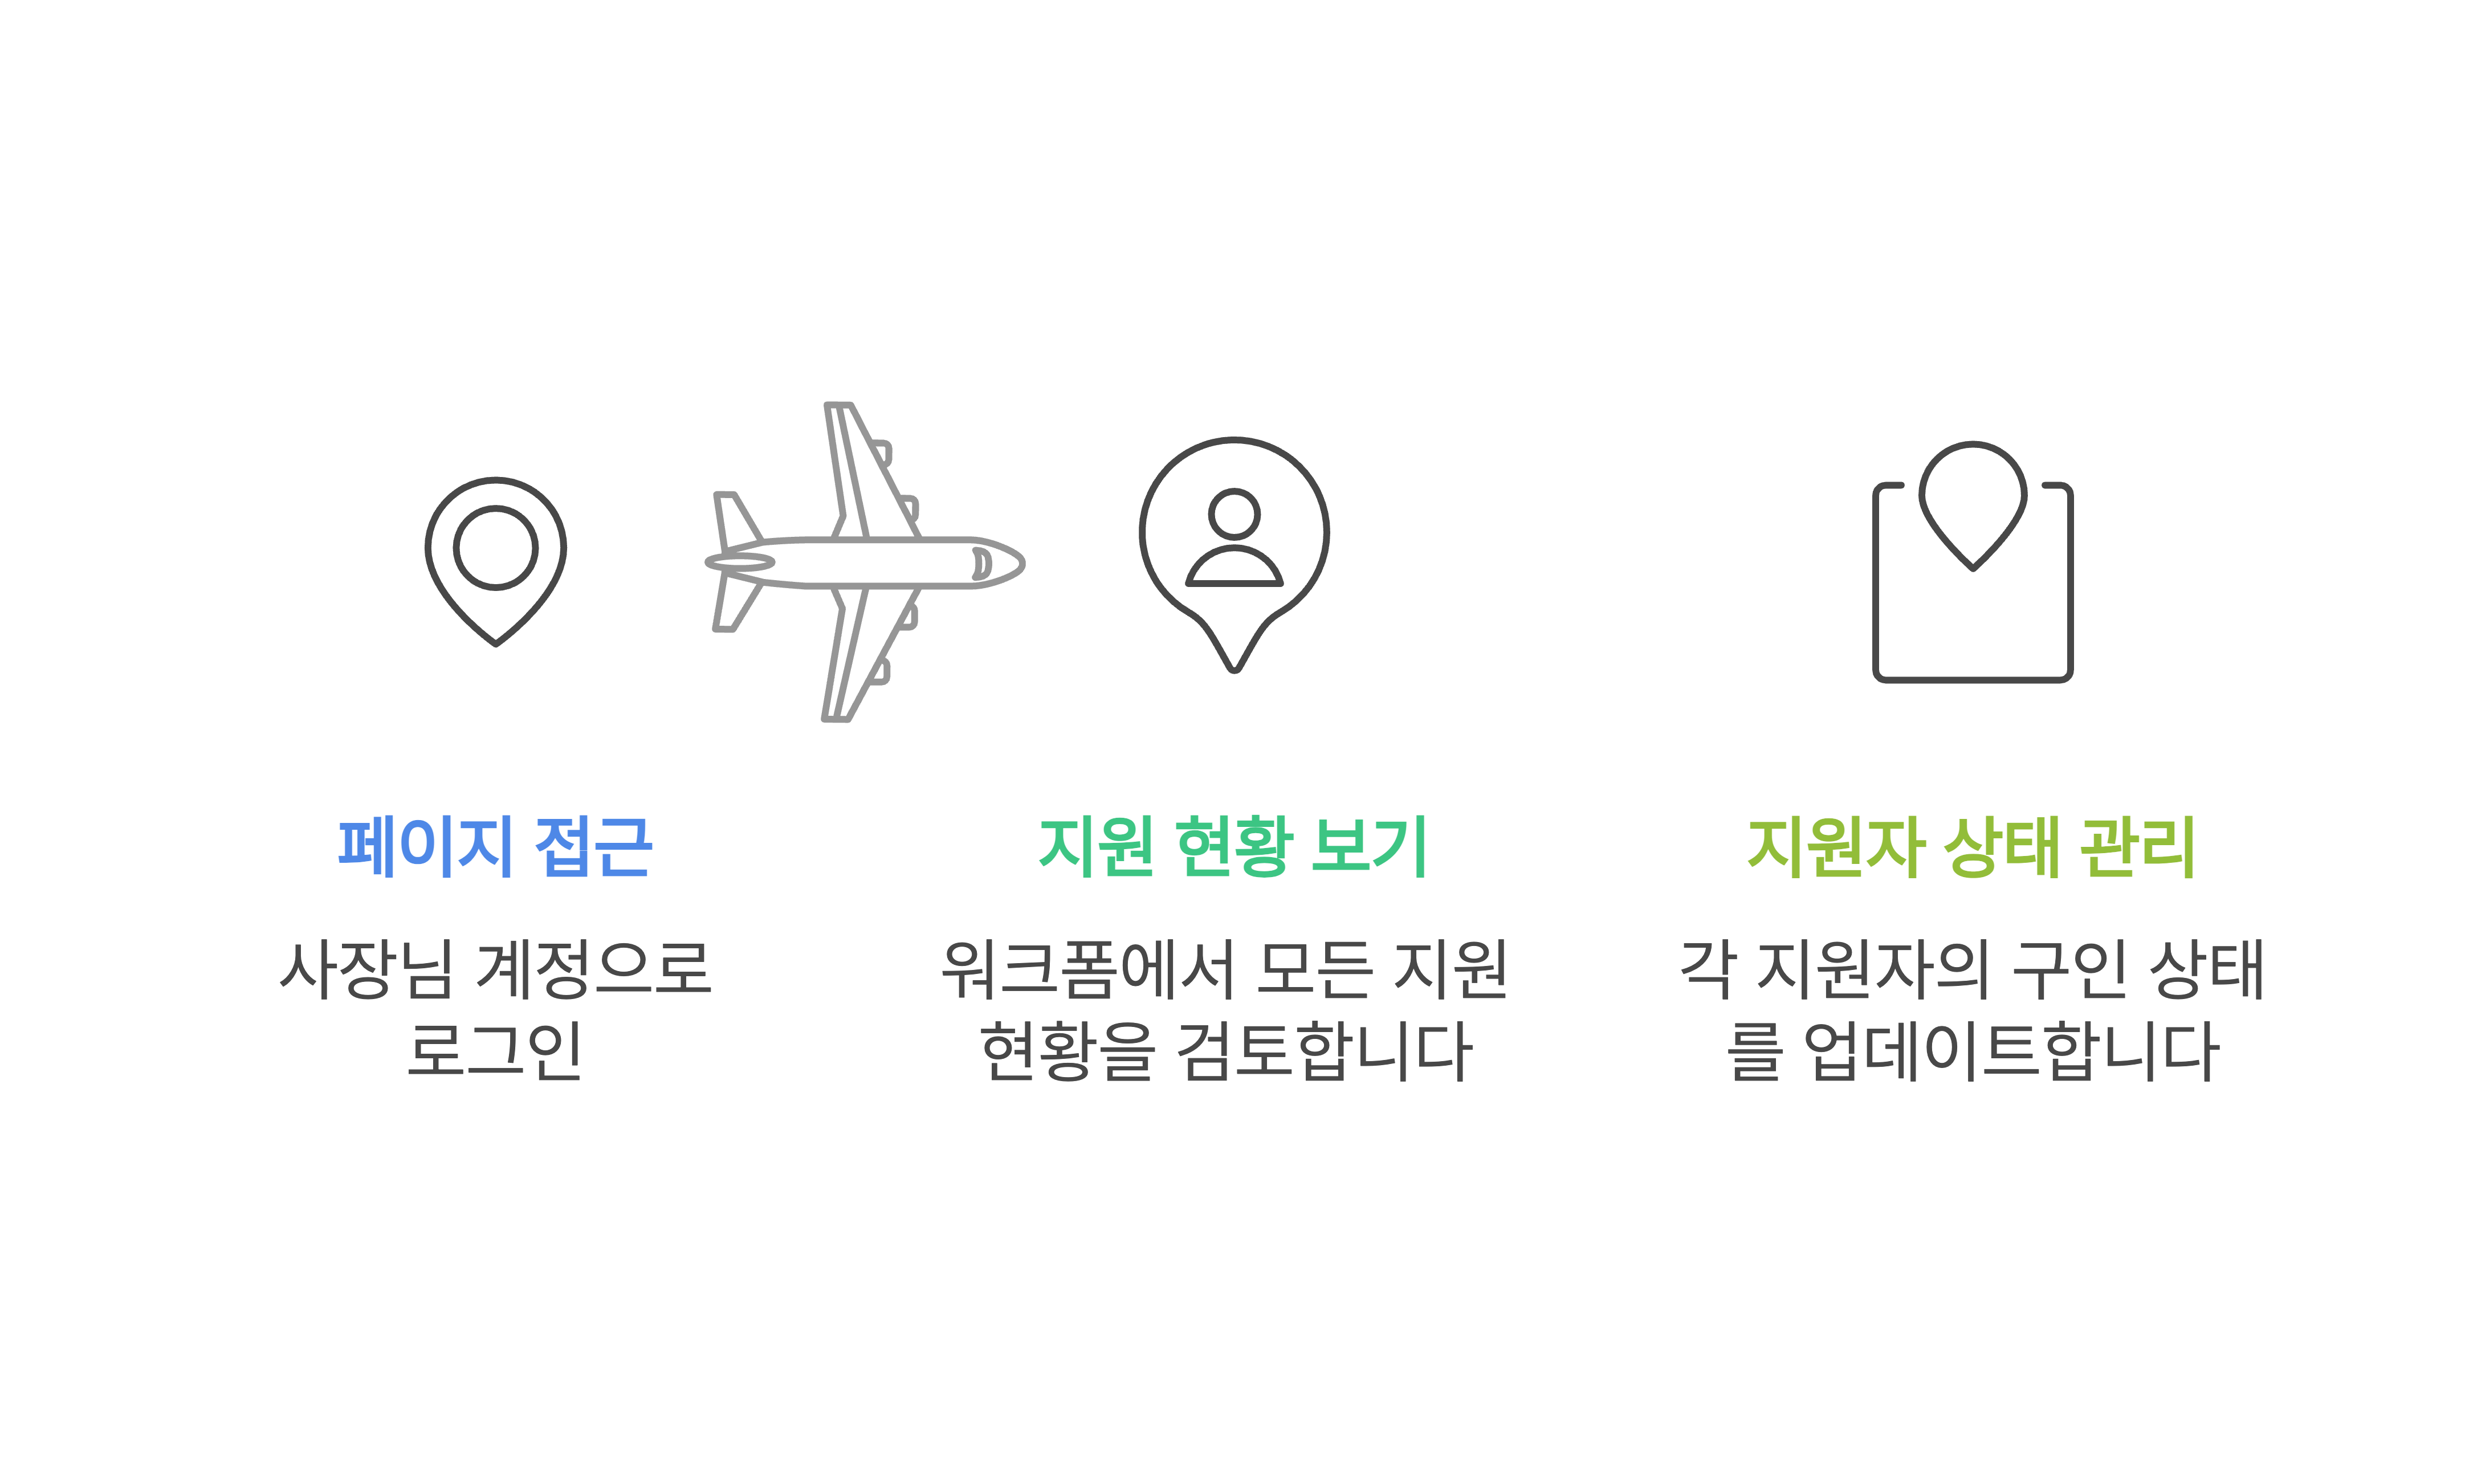 페이지 접근
사장님 계정으로
로그인
지원 현황 보기
워크폼에서 모든 지원
현황을 검토합니다
지원자 상태 관리
각 지원자의 구인 상태
를 업데이트합니다